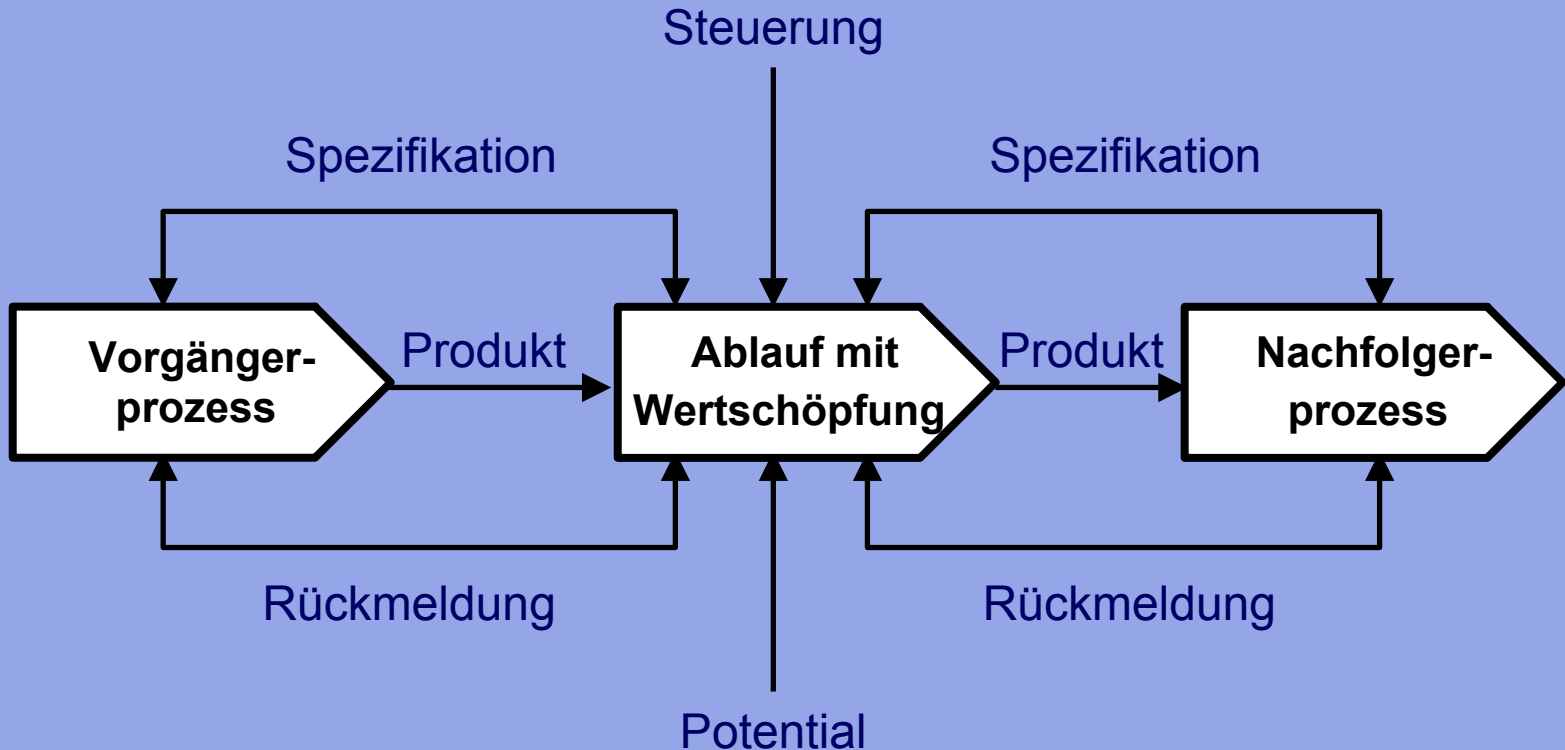 Steuerung
Spezifikation
Spezifikation
Vorgänger-
prozess
Produkt
Ablauf mit
Wertschöpfung
Produkt
Nachfolger-
prozess
Rückmeldung
Rückmeldung
Potential